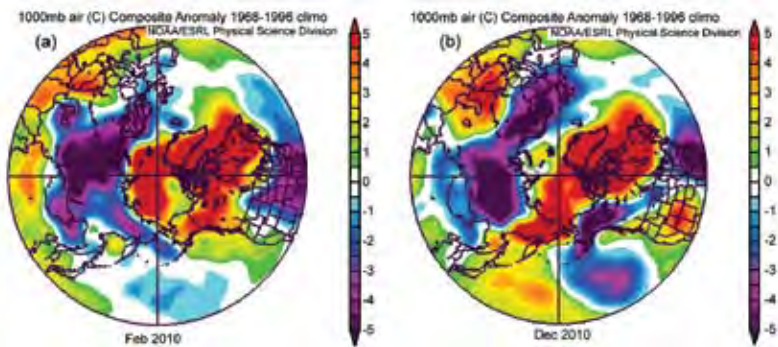 1000mb air (C) Composite Anomaly 1968-1996 climo
NOAA/ESRL Physical Science Division
(a)
5
4
3
2
1
0
-1
-2
-3
-4
-5
Feb 2010
1000mb air (C) Composite Anomaly 1968-1996 climo
NOAA/ESRL Physical Science Division
(b)
5
4
3
2
1
0
-1
-2
-3
-4
-5
Dec 2010